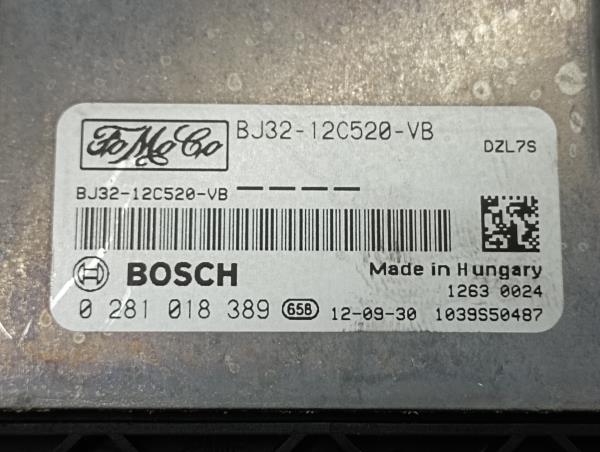 FoMoCo
BJ32-12C520-VB
DZL7S
BJ32-12C520-VB ————
BOSCH
Made in Hungary
1263 0024
0 281 018 389 658 12-09-30 1039S50487